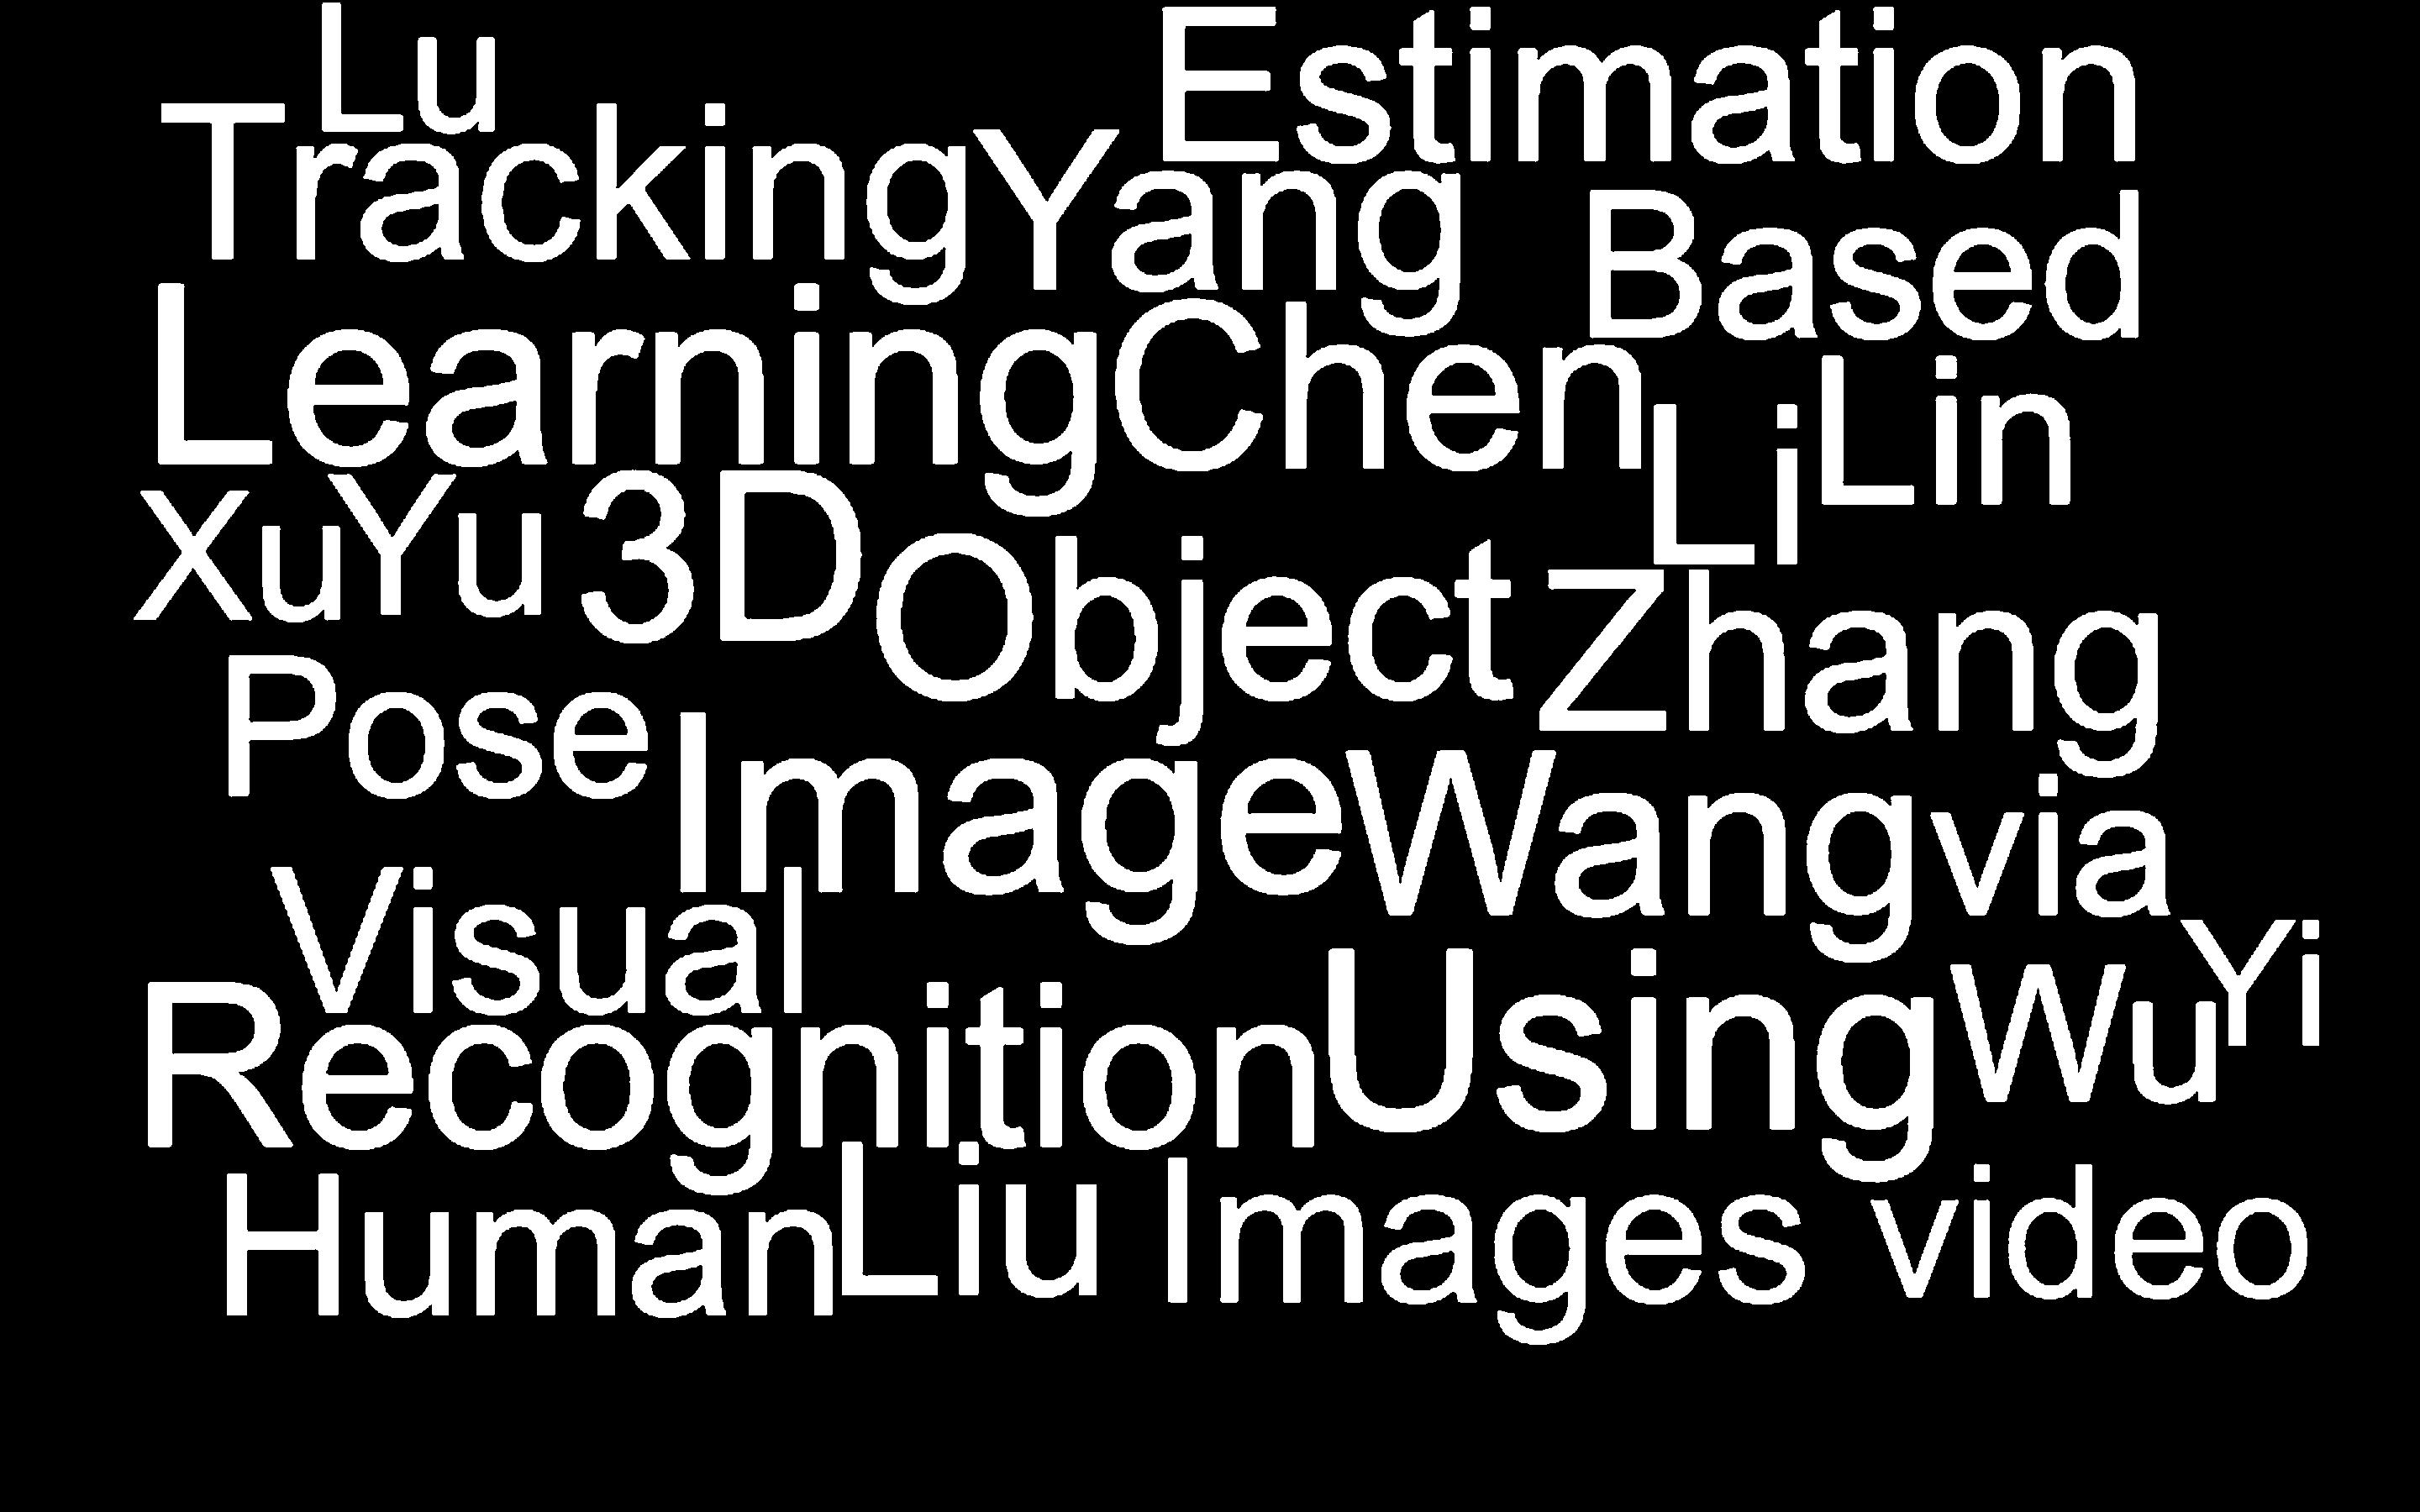 Lu Estimation
Tracking Yang Based
Learning Chen Li Lin
Xu Yu 3D Object Zhang
Pose Image Wang via
Visual Yi
Recognition Using Wu
Human Liu Images video